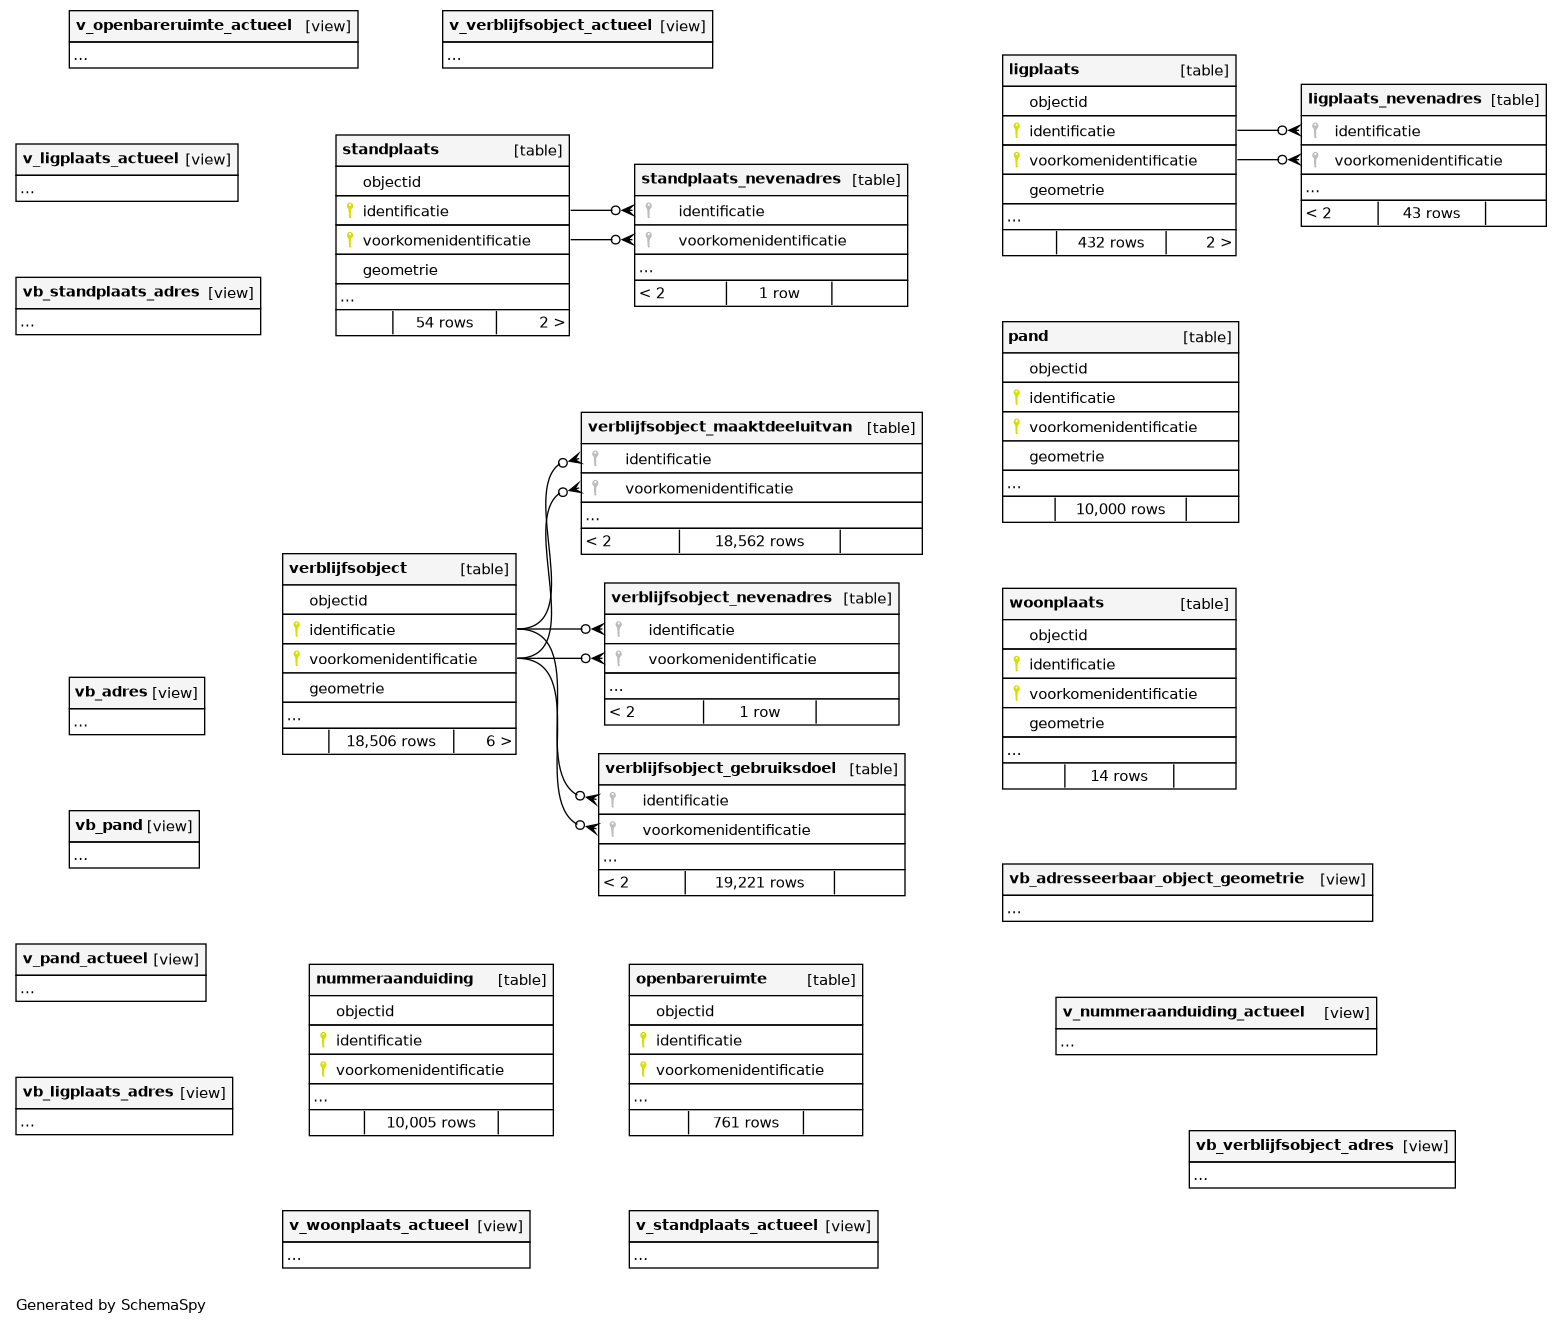 v_openbareruimte_actueel [view]
...
v_verblijfsobject_actueel [view]
...
ligplaats [table]
objectid
identificatie
voorkomenidentificatie
geometrie
...
432 rows 2 >
ligplaats_nevenadres [table]
identificatie
voorkomenidentificatie
...
< 2 43 rows
v_ligplaats_actueel [view]
...
standplaats [table]
objectid
identificatie
voorkomenidentificatie
geometrie
...
54 rows 2 >
standplaats_nevenadres [table]
identificatie
voorkomenidentificatie
...
< 2 1 row
vb_standplaats_adres [view]
...
pand [table]
objectid
identificatie
voorkomenidentificatie
geometrie
...
10,000 rows
verblijfsobject_maaktdeeluitvan [table]
identificatie
voorkomenidentificatie
...
< 2 18,562 rows
verblijfsobject [table]
objectid
identificatie
voorkomenidentificatie
geometrie
...
18,506 rows 6 >
verblijfsobject_nevenadres [table]
identificatie
voorkomenidentificatie
...
< 2 1 row
woonplaats [table]
objectid
identificatie
voorkomenidentificatie
geometrie
...
14 rows
vb_adres [view]
...
verblijfsobject_gebruiksdoel [table]
identificatie
voorkomenidentificatie
...
< 2 19,221 rows
vb_pand [view]
...
vb_adresseerbaar_object_geometrie [view]
...
v_pand_actueel [view]
...
nummeraanduiding [table]
objectid
identificatie
voorkomenidentificatie
...
10,005 rows
openbareruimte [table]
objectid
identificatie
voorkomenidentificatie
...
761 rows
v_nummeraanduiding_actueel [view]
...
vb_ligplaats_adres [view]
...
vb_verblijfsobject_adres [view]
...
v_woonplaats_actueel [view]
...
v_standplaats_actueel [view]
...
Generated by SchemaSpy